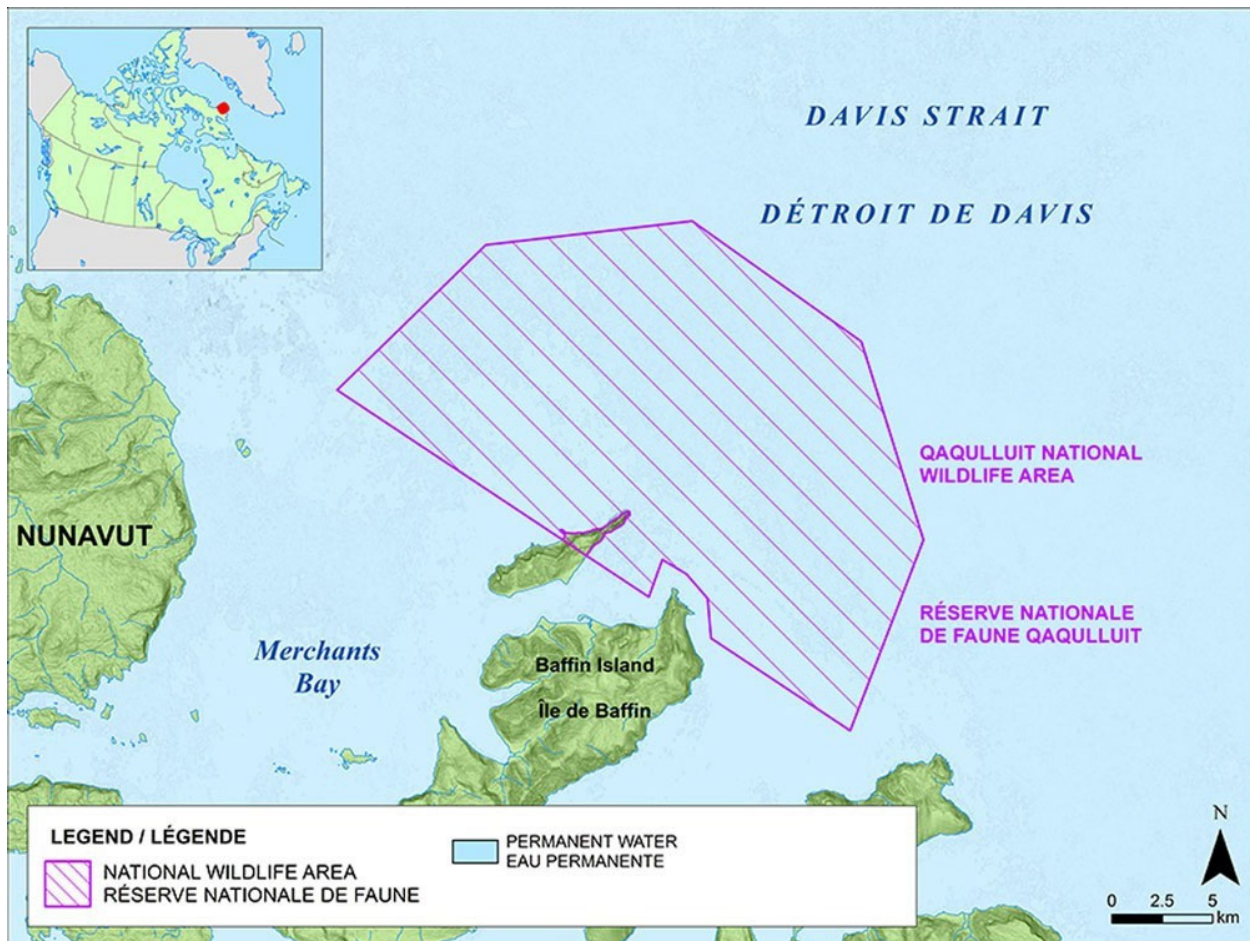 DAVIS STRAIT
DÉTROIT DE DAVIS
QAQULLUIT NATIONAL
WILDLIFE AREA
NUNAVUT
RÉSERVE NATIONALE
DE FAUNE QAQULLUIT
Merchants
Bay
Baffin Island
Île de Baffin
LEGEND / LÉGENDE
NATIONAL WILDLIFE AREA
RÉSERVE NATIONALE DE FAUNE
PERMANENT WATER
EAU PERMANENTE
N
0 2.5 5
km